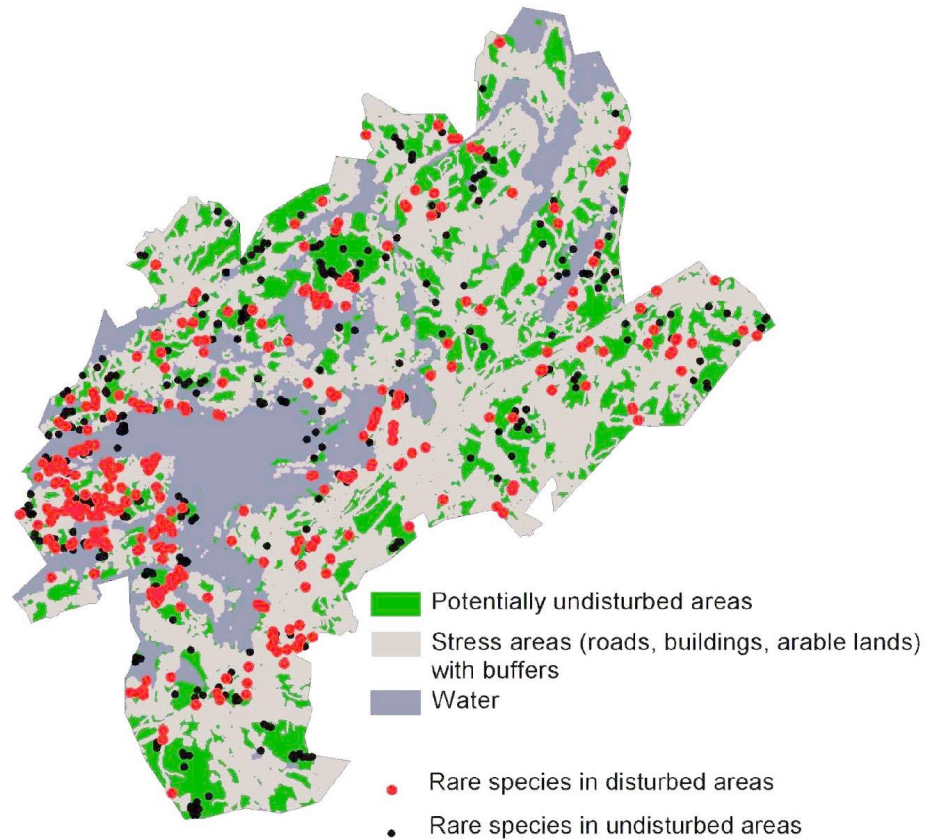 Potentially undisturbed areas
Stress areas (roads, buildings, arable lands)
with buffers
Water
Rare species in disturbed areas
Rare species in undisturbed areas